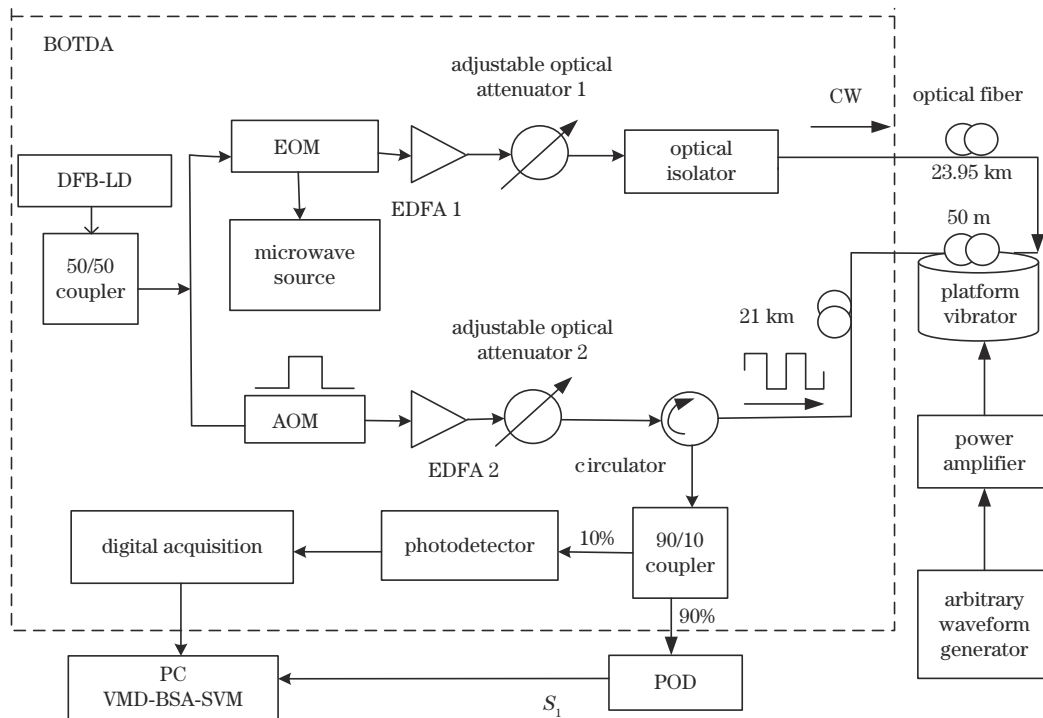 BOTDA
adjustable optical
attenuator 1
CW
optical fiber
EOM
optical
isolator
DFB-LD
23.95 km
EDFA 1
50 m
50/50
coupler
microwave
source
platform
vibrator
21 km
adjustable optical
attenuator 2
AOM
EDFA 2
circulator
power
amplifier
digital acquisition
photodetector
10%
90/10
coupler
arbitrary
waveform
generator
90%
PC
VMD-BSA-SVM
S1
POD